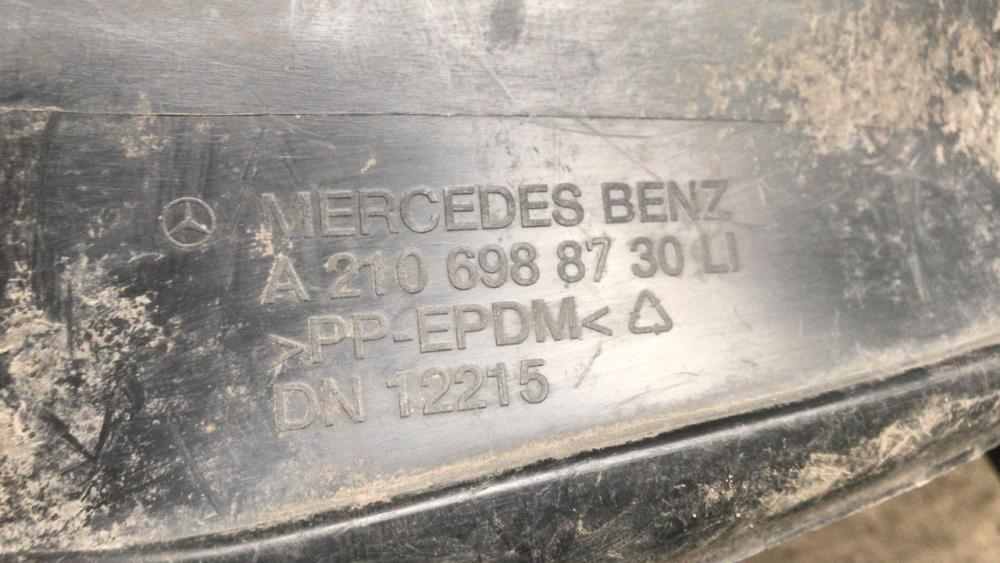 MERCEDES BENZ
A 210 698 87 30 LI
>PP-EPDM<
DN 12215